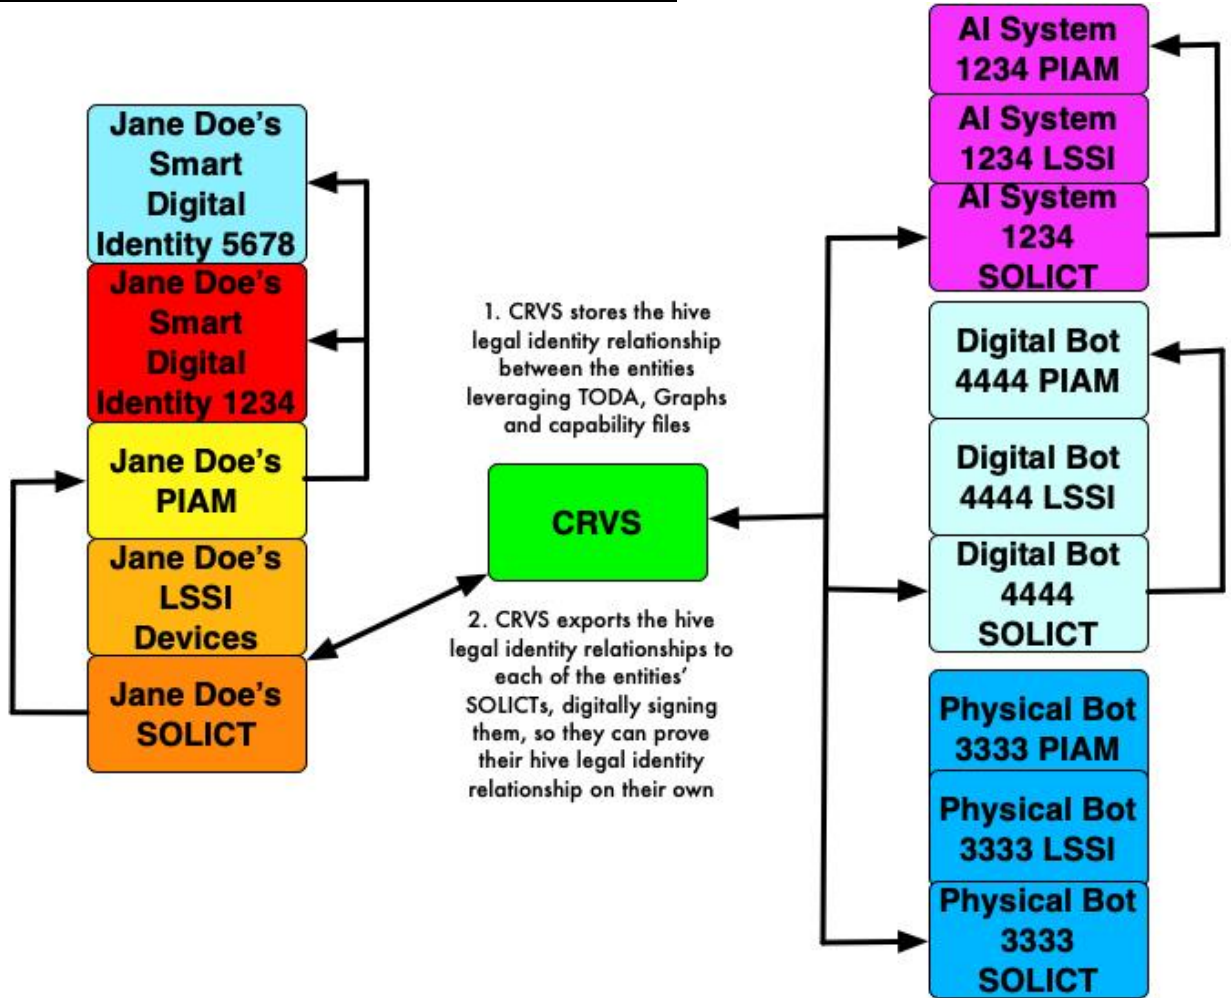 Jane Doe's
Smart
Digital
Identity 5678
Jane Doe's
Smart
Digital
Identity 1234
Jane Doe's
PIAM
Jane Doe's
LSSI
Devices
Jane Doe's
SOLICT
1. CRVS stores the hive
legal identity relationship
between the entities
leveraging TODA, Graphs
and capability files
CRVS
2. CRVS exports the hive
legal identity relationships to
each of the entities'
SOLICTs, digitally signing
them, so they can prove
their hive legal identity
relationship on their own
AI System
1234 PIAM
AI System
1234 LSSI
AI System
1234
SOLICT
Digital Bot
4444 PIAM
Digital Bot
4444 LSSI
Digital Bot
4444
SOLICT
Physical Bot
3333 PIAM
Physical Bot
3333 LSSI
Physical Bot
3333
SOLICT